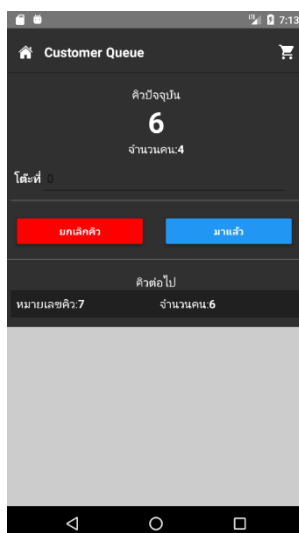 7:13
Customer Queue
คิวปัจจุบัน
6
จำนวนคน:4
โต๊ะที่ 0
ยกเลิกคิว มาแล้ว
คิวต่อไป
หมายเลขคิว:7 จำนวนคน:6